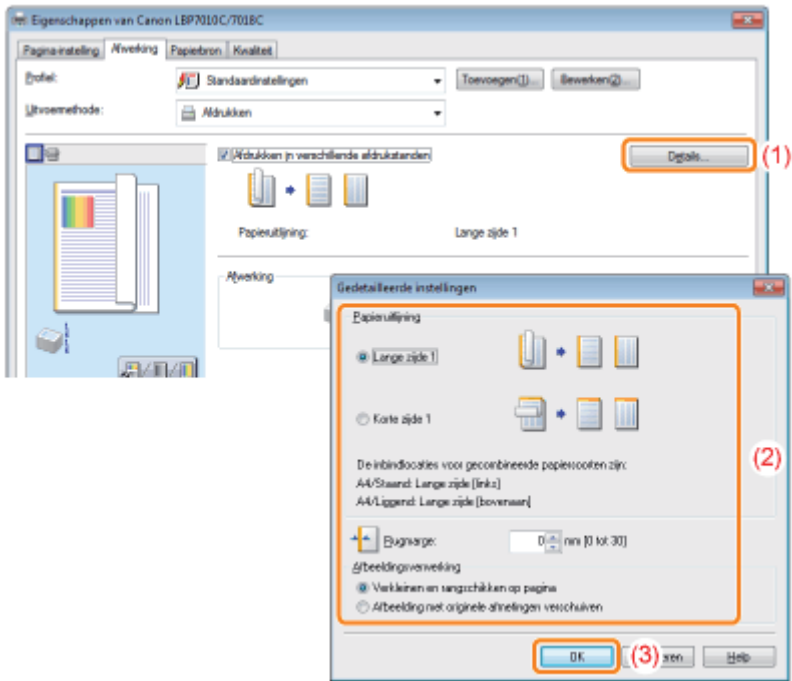 Eigenschappen van Canon LBP7010C/7018C
Pagina-instelling Afwerking Papierbron Kwaliteit
Profiel: Standaardinstellingen Toevoegen(1)... Bewerken(2)...
Uitvoermethode: Afdrukken
Afdrukken in verschillende afdrukstanden Details... (1)
Papieruitlijning: Lange zijde 1
Afwerking
Gedetailleerde instellingen
Papieruitlijning
Lange zijde 1
Korte zijde 1
(2)
De inbindlocaties voor gecombineerde papiersoorten zijn:
A4/Staand: Lange zijde [links]
A4/Liggend: Lange zijde [bovenaan]
Rugmarge: 0 mm [0 tot 30]
Afbeeldingsverwerking
Verkleinen en rangschikken op pagina
Afbeelding met originele afmetingen verschuiven
OK (3) eren Help